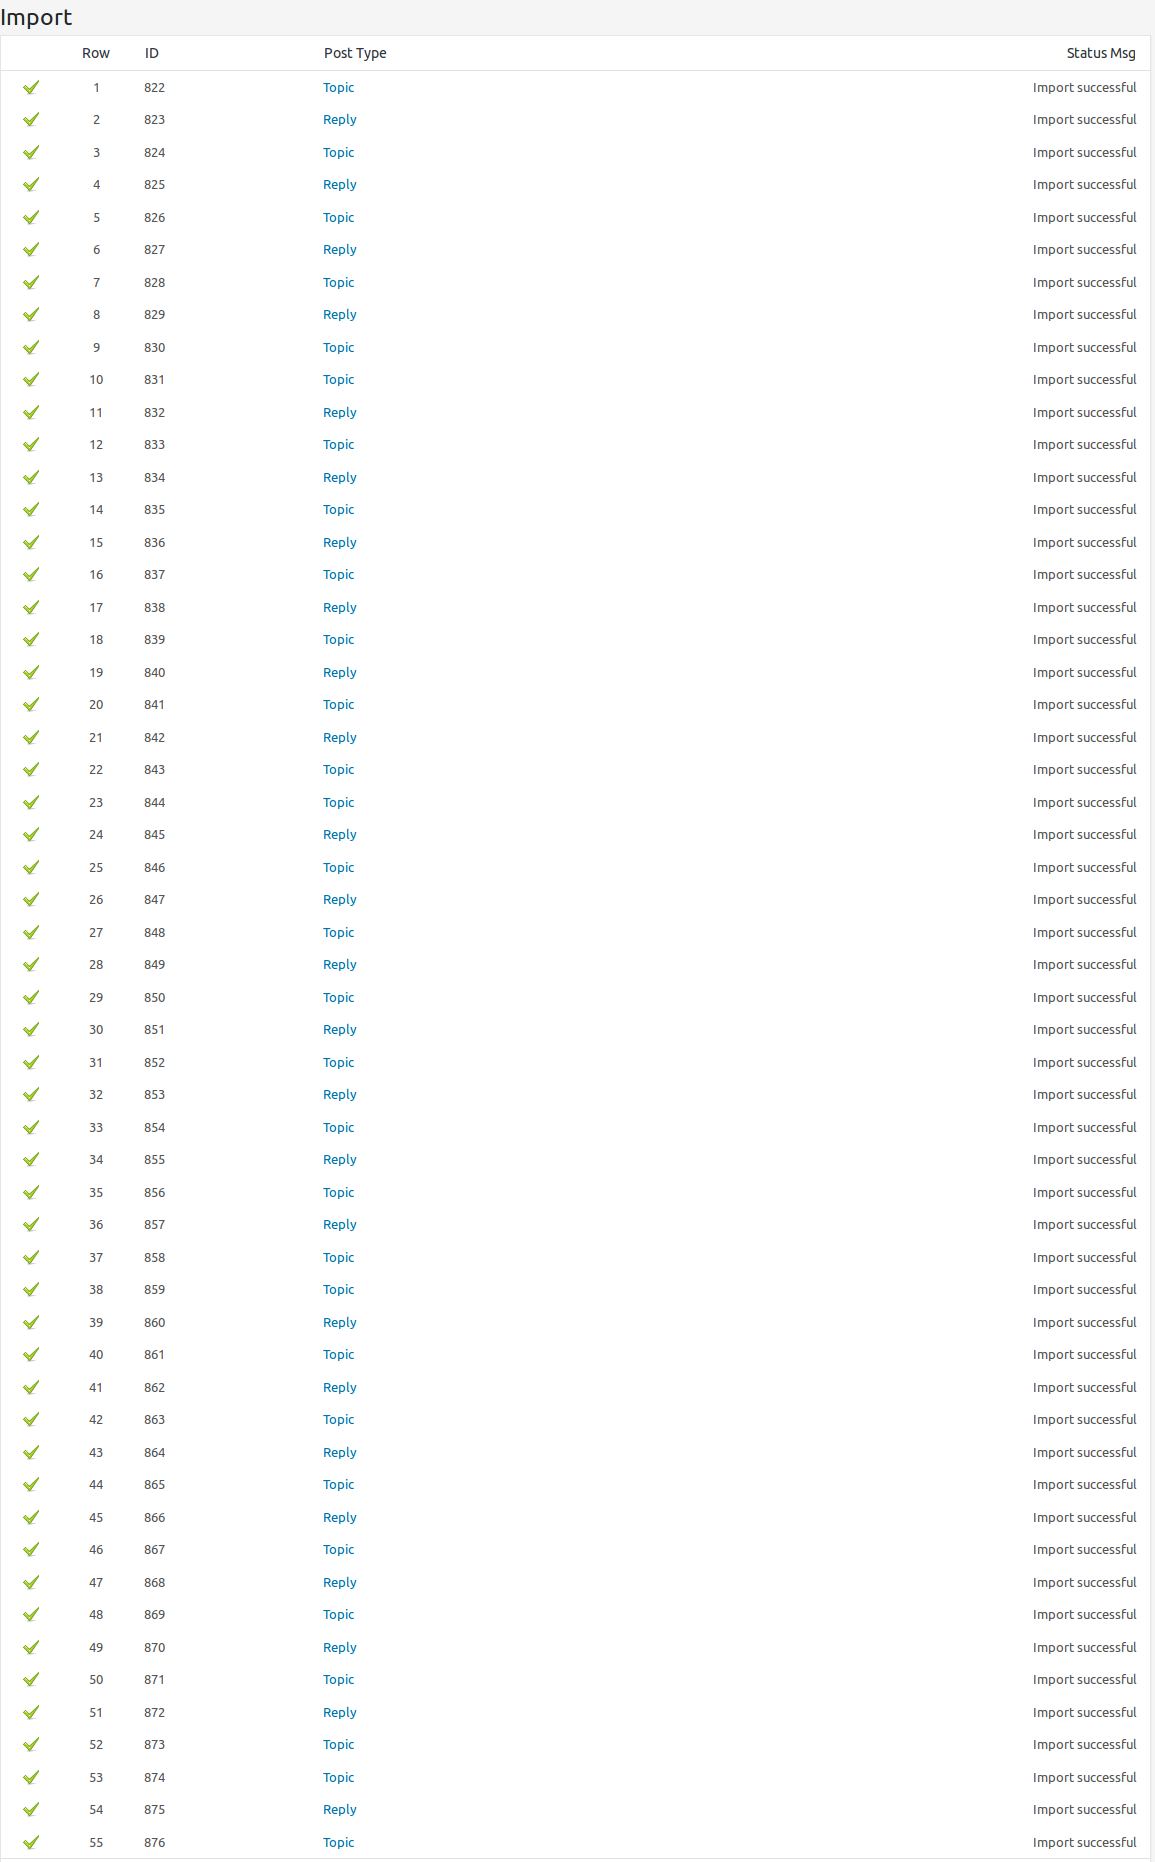 Import
Row ID Post Type Status Msg
1 822 Topic Import successful
2 823 Reply Import successful
3 824 Topic Import successful
4 825 Reply Import successful
5 826 Topic Import successful
6 827 Reply Import successful
7 828 Topic Import successful
8 829 Reply Import successful
9 830 Topic Import successful
10 831 Topic Import successful
11 832 Reply Import successful
12 833 Topic Import successful
13 834 Reply Import successful
14 835 Topic Import successful
15 836 Reply Import successful
16 837 Topic Import successful
17 838 Reply Import successful
18 839 Topic Import successful
19 840 Reply Import successful
20 841 Topic Import successful
21 842 Reply Import successful
22 843 Topic Import successful
23 844 Topic Import successful
24 845 Reply Import successful
25 846 Topic Import successful
26 847 Reply Import successful
27 848 Topic Import successful
28 849 Reply Import successful
29 850 Topic Import successful
30 851 Reply Import successful
31 852 Topic Import successful
32 853 Reply Import successful
33 854 Topic Import successful
34 855 Reply Import successful
35 856 Topic Import successful
36 857 Reply Import successful
37 858 Topic Import successful
38 859 Topic Import successful
39 860 Reply Import successful
40 861 Topic Import successful
41 862 Reply Import successful
42 863 Topic Import successful
43 864 Reply Import successful
44 865 Topic Import successful
45 866 Reply Import successful
46 867 Topic Import successful
47 868 Reply Import successful
48 869 Topic Import successful
49 870 Reply Import successful
50 871 Topic Import successful
51 872 Reply Import successful
52 873 Topic Import successful
53 874 Topic Import successful
54 875 Reply Import successful
55 876 Topic Import successful